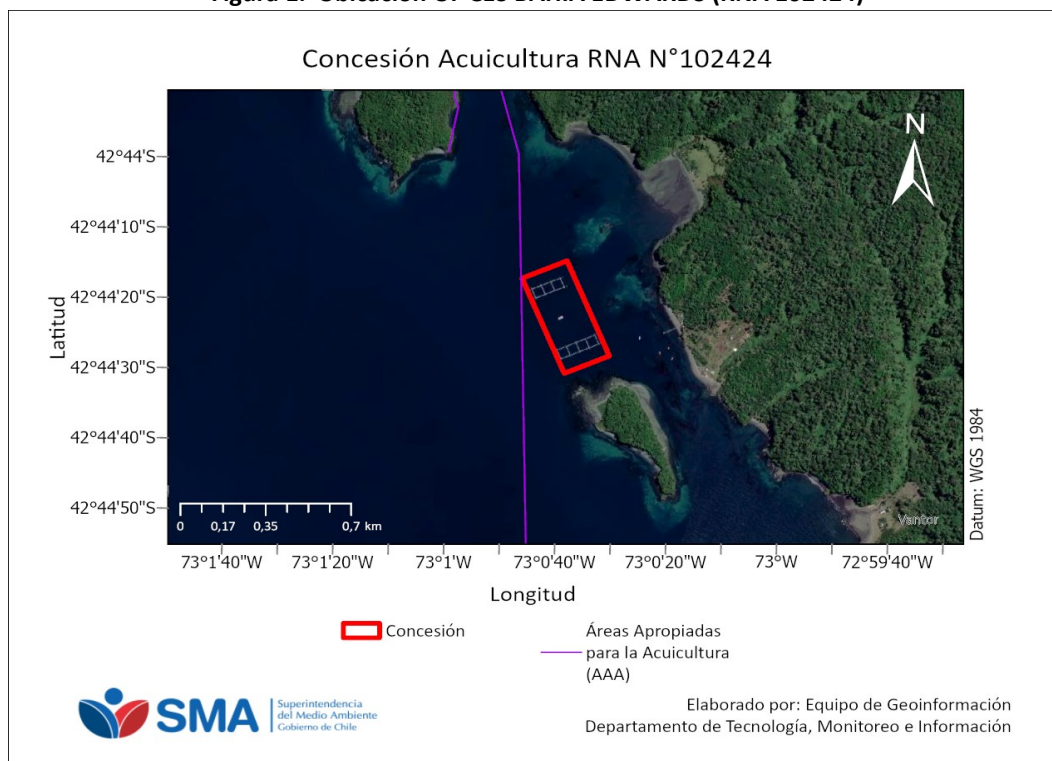 Concesión Acuicultura RNA N°102424
N
42°44'S
42°44'10"S
42°44'20"S
42°44'30"S
42°44'40"S
42°44'50"S
Latitud
0 0,17 0,35 0,7 km
Vantor
Datum: WGS 1984
73°1'40"W 73°1'20"W 73°1'W 73°0'40"W 73°0'20"W 73°W 72°59'40"W
Longitud
Concesión
Áreas Apropiadas
para la Acuicultura
(AAA)
SMA
Superintendencia
del Medio Ambiente
Gobierno de Chile
Elaborado por: Equipo de Geoinformación
Departamento de Tecnología, Monitoreo e Información